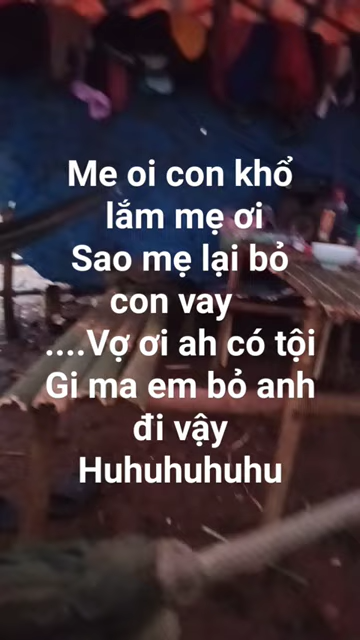 Me oi con khổ
lắm mẹ ơi
Sao mẹ lại bỏ
con vay
....Vợ ơi ah có tội
Gi ma em bỏ anh
đi vậy
Huhuhuhuhu